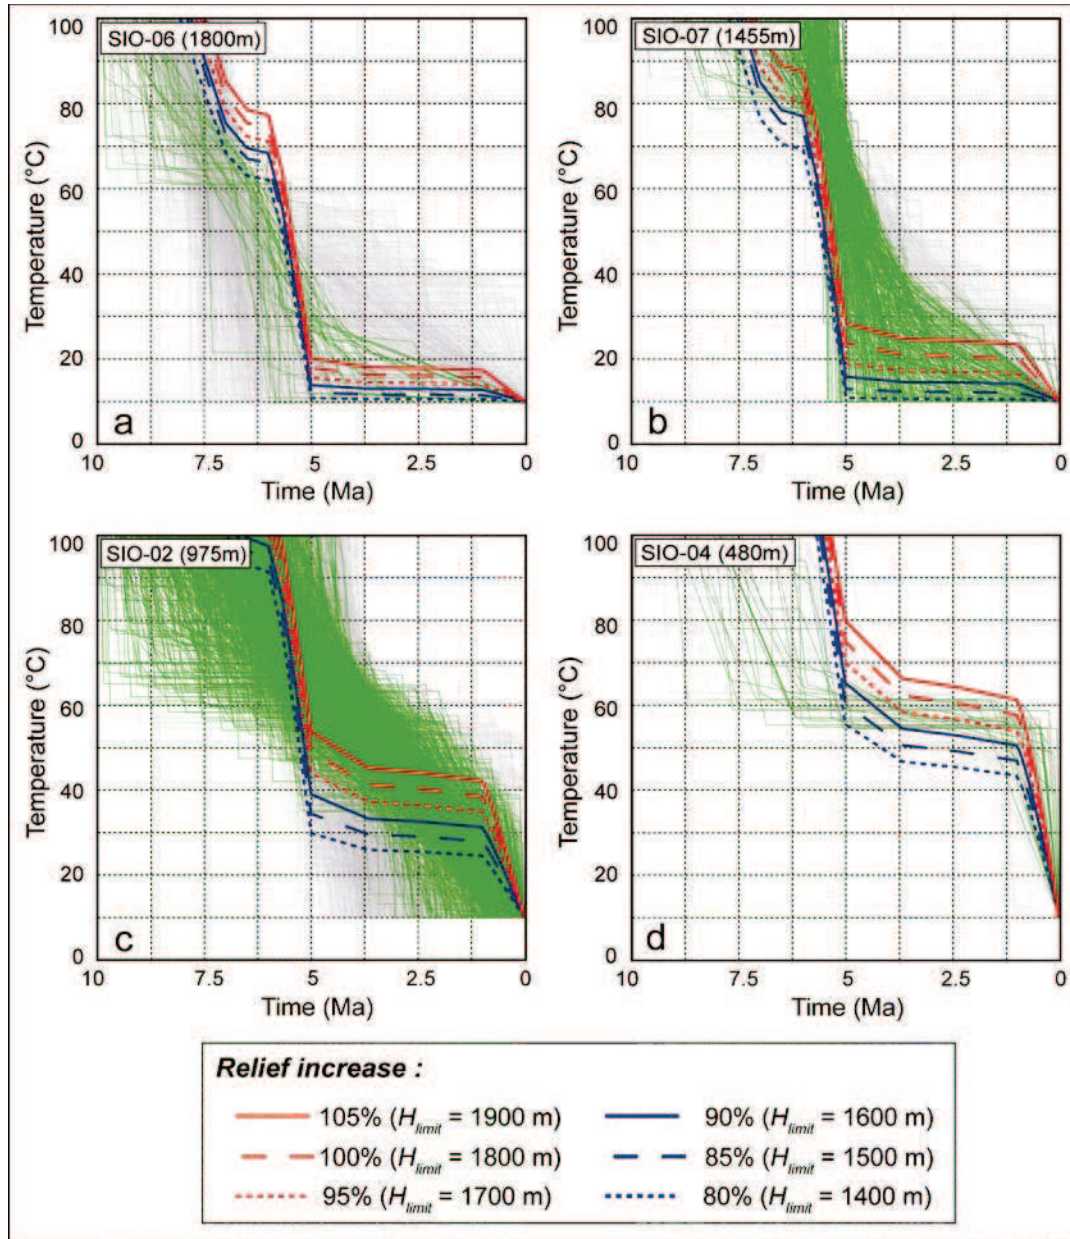 SIO-06 (1800m)
100
80
60
40
20
0
Temperature (°C)
a
10 7.5 5 2.5 0
Time (Ma)
SIO-07 (1455m)
100
80
60
40
20
0
Temperature (°C)
b
10 7.5 5 2.5 0
Time (Ma)
SIO-02 (975m)
100
80
60
40
20
0
Temperature (°C)
c
10 7.5 5 2.5 0
Time (Ma)
SIO-04 (480m)
100
80
60
40
20
0
Temperature (°C)
d
10 7.5 5 2.5 0
Time (Ma)
Relief increase :
105% (Hlimit = 1900 m)
90% (Hlimit = 1600 m)
100% (Hlimit = 1800 m)
85% (Hlimit = 1500 m)
95% (Hlimit = 1700 m)
80% (Hlimit = 1400 m)